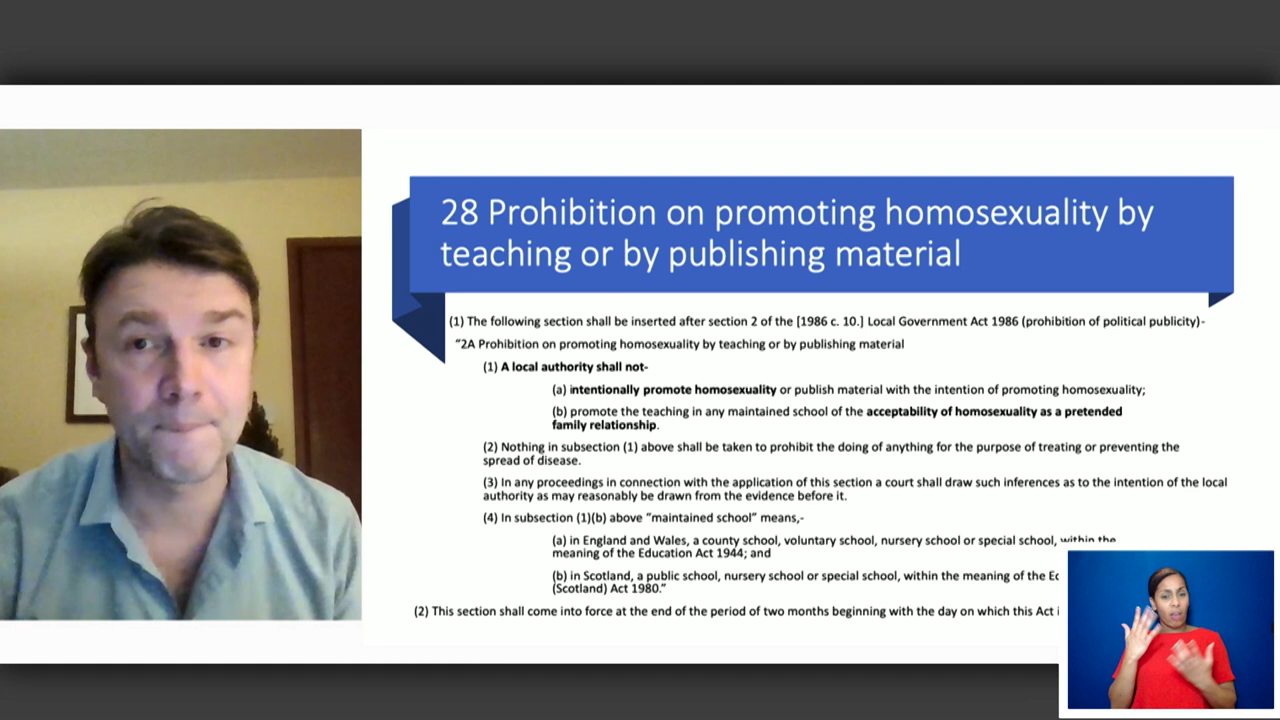 28 Prohibition on promoting homosexuality by
teaching or by publishing material
(1) The following section shall be inserted after section 2 of the [1986 c. 10.] Local Government Act 1986 (prohibition of political publicity)-
“2A Prohibition on promoting homosexuality by teaching or by publishing material
(1) A local authority shall not-
(a) intentionally promote homosexuality or publish material with the intention of promoting homosexuality;
(b) promote the teaching in any maintained school of the acceptability of homosexuality as a pretended
family relationship.
(2) Nothing in subsection (1) above shall be taken to prohibit the doing of anything for the purpose of treating or preventing the
spread of disease.
(3) In any proceedings in connection with the application of this section a court shall draw such inferences as to the intention of the local
authority as may reasonably be drawn from the evidence before it.
(4) In subsection (1)(b) above “maintained school” means,-
(a) in England and Wales, a county school, voluntary school, nursery school or special school, within the
meaning of the Education Act 1944; and
(b) in Scotland, a public school, nursery school or special school, within the meaning of the
(Scotland) Act 1980.”
(2) This section shall come into force at the end of the period of two months beginning with the day on which this Act